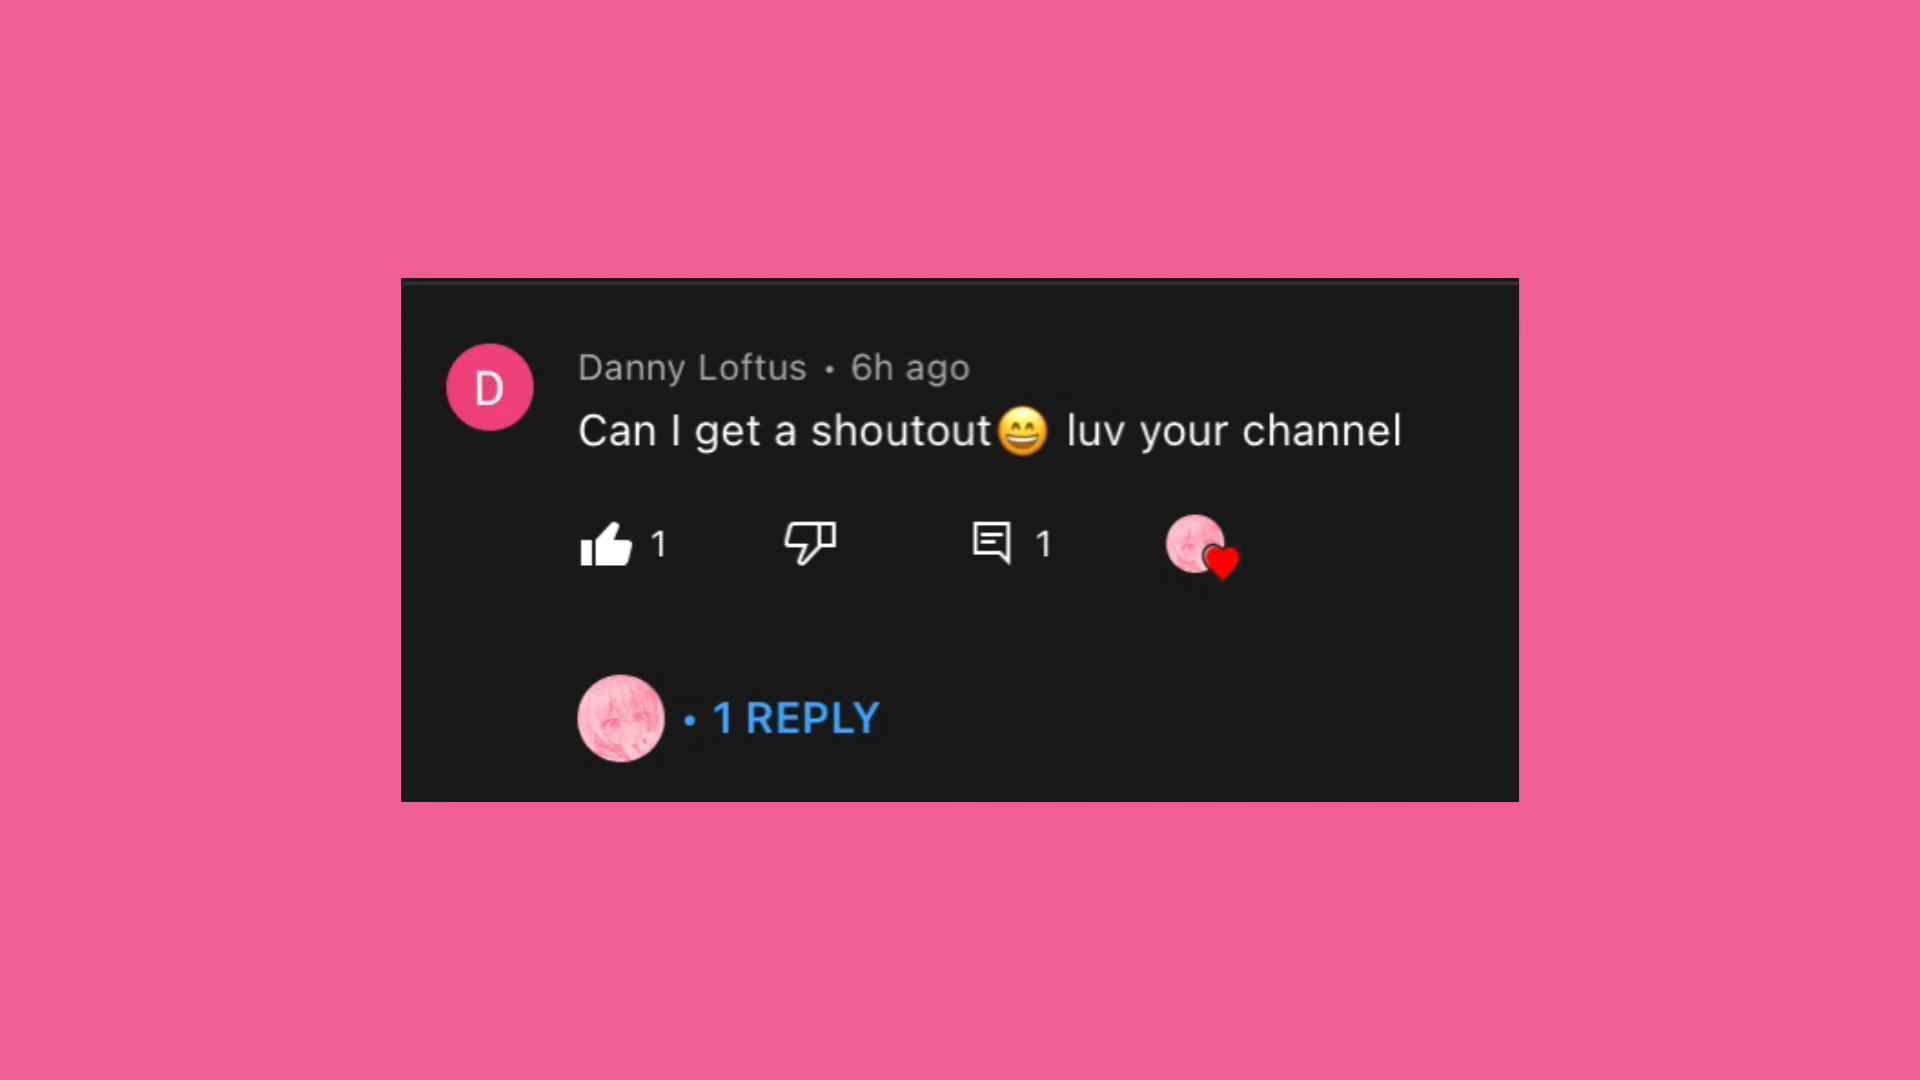 D
Danny Loftus • 6h ago
Can I get a shoutout😄 luv your channel
1 1
• 1 REPLY